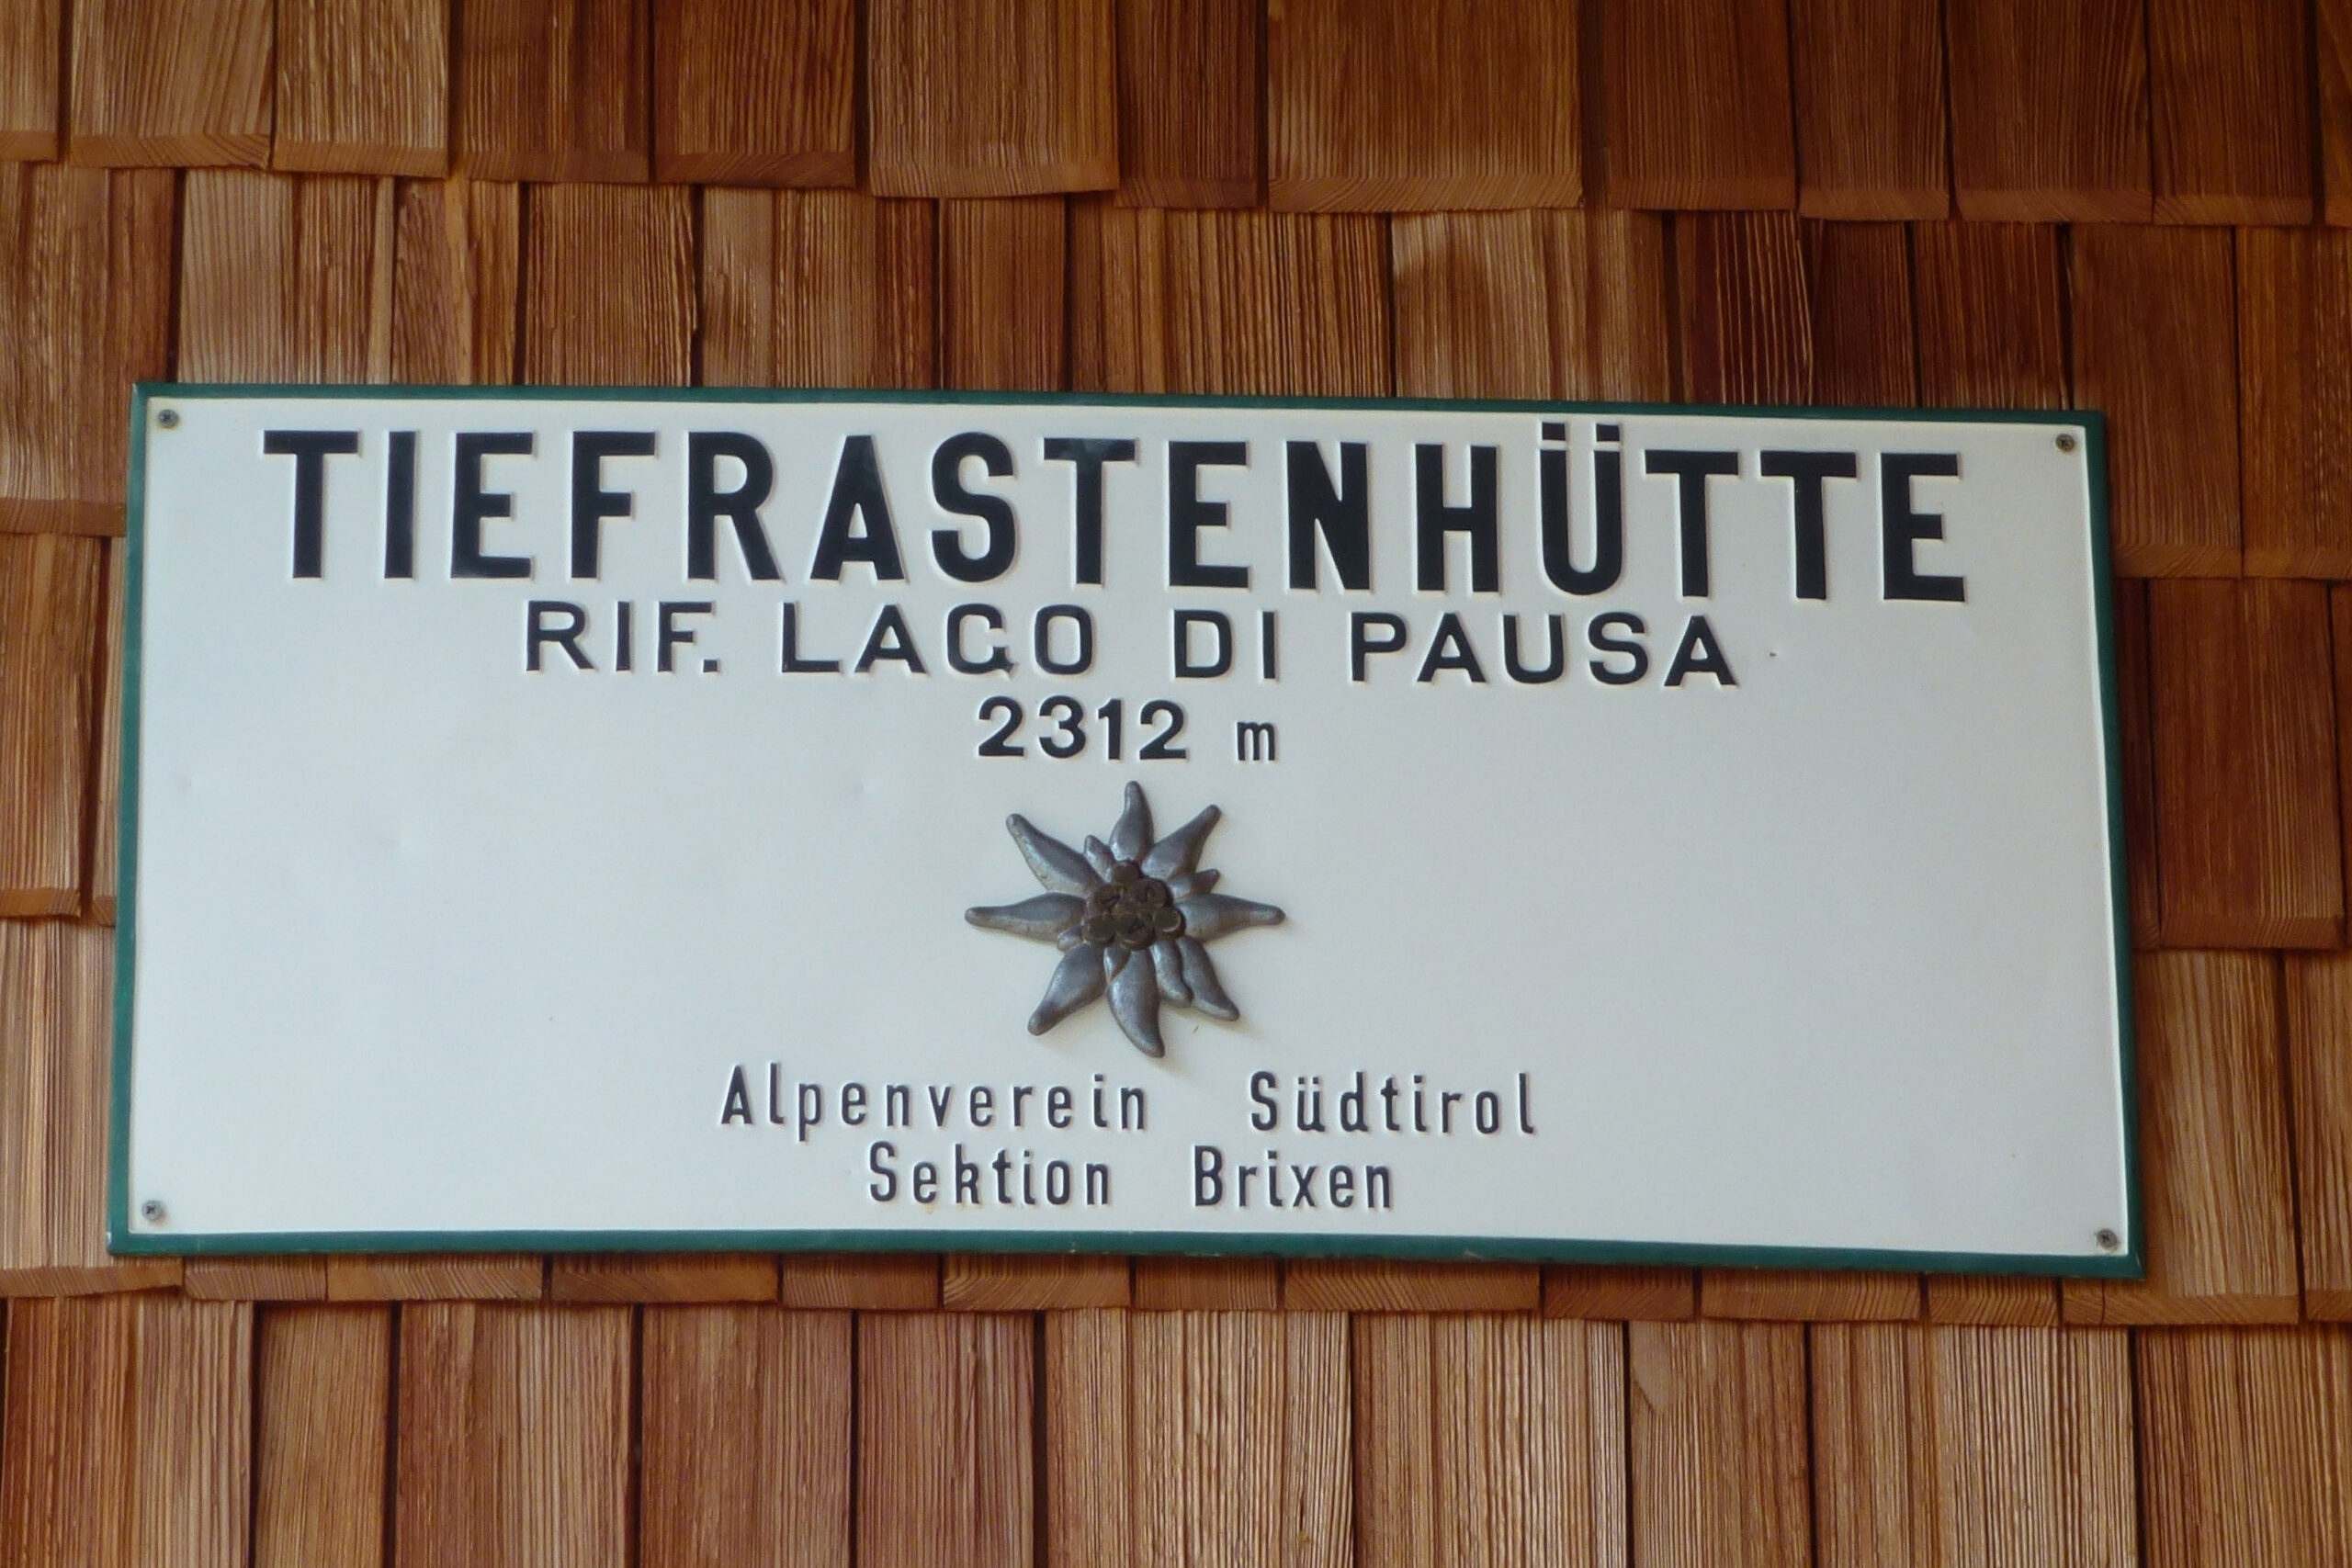 TIEFRASTENHÜTTE
RIF. LAGO DI PAUSA
2312 m
Alpenverein Südtirol
Sektion Brixen